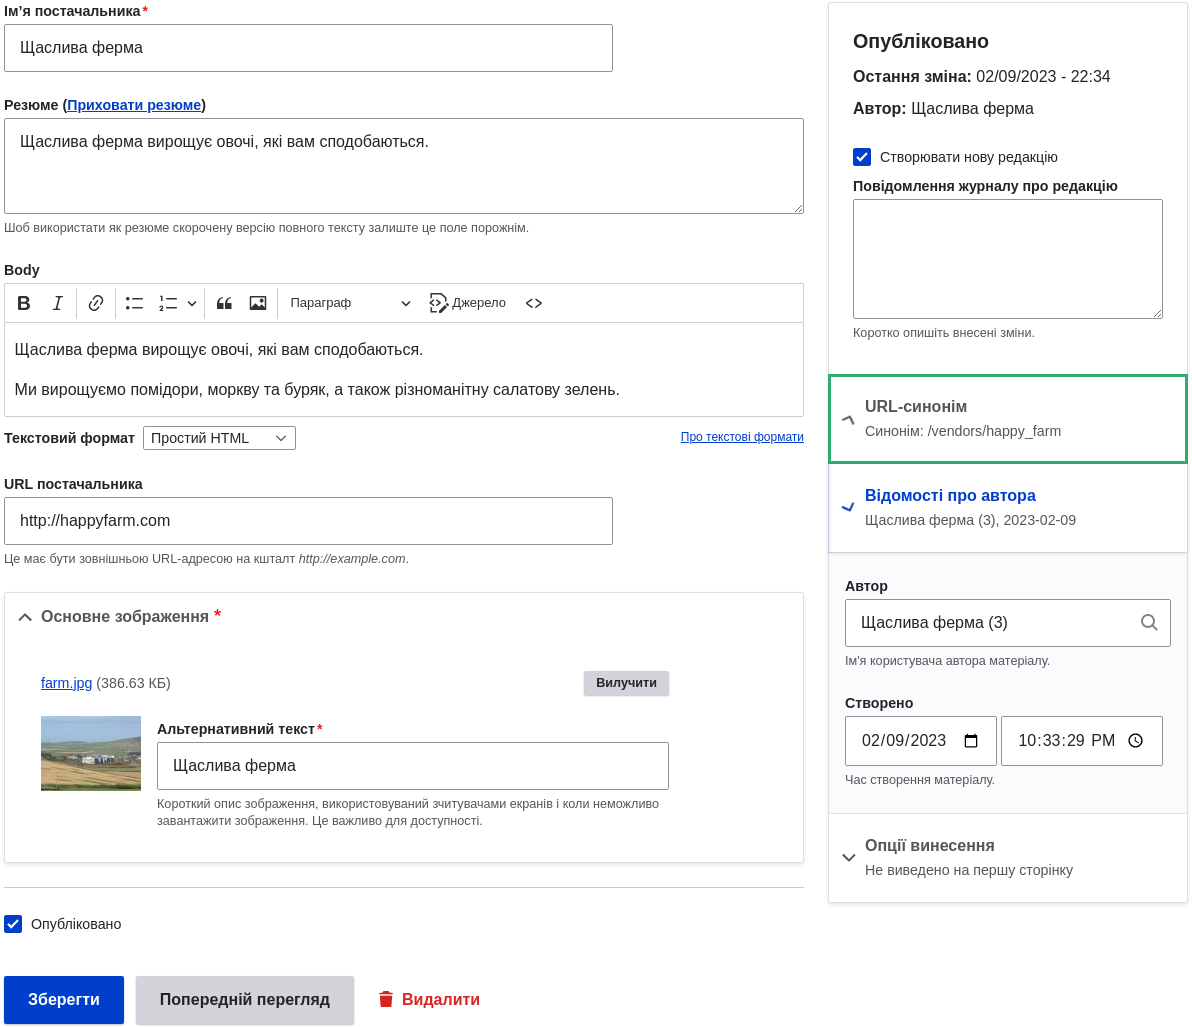 Ім’я постачальника*
Щаслива ферма
Резюме (Приховати резюме)
Щаслива ферма вирощує овочі, які вам сподобаються.
Шоб використати як резюме скорочену версію повного тексту залиште це поле порожнім.
Body
Параграф
Джерело
Щаслива ферма вирощує овочі, які вам сподобаються.
Ми вирощуємо помідори, моркву та буряк, а також різноманітну салатову зелень.
Текстовий формат Простий HTML
Про текстові формати
URL постачальника
http://happyfarm.com
Це має бути зовнішньою URL-адресою на кшталт http://example.com.
Основне зображення *
farm.jpg (386.63 КБ)
Вилучити
Альтернативний текст*
Щаслива ферма
Короткий опис зображення, використовуваний зчитувачами екранів і коли неможливо
завантажити зображення. Це важливо для доступності.
Опубліковано
Зберегти
Попередній перегляд
Видалити
Опубліковано
Остання зміна: 02/09/2023 - 22:34
Автор: Щаслива ферма
Створювати нову редакцію
Повідомлення журналу про редакцію
Коротко опишіть внесені зміни.
URL-синонім
Синонім: /vendors/happy_farm
Відомості про автора
Щаслива ферма (3), 2023-02-09
Автор
Щаслива ферма (3)
Ім'я користувача автора матеріалу.
Створено
02/09/2023
10:33:29 PM
Час створення матеріалу.
Опції винесення
Не виведено на першу сторінку